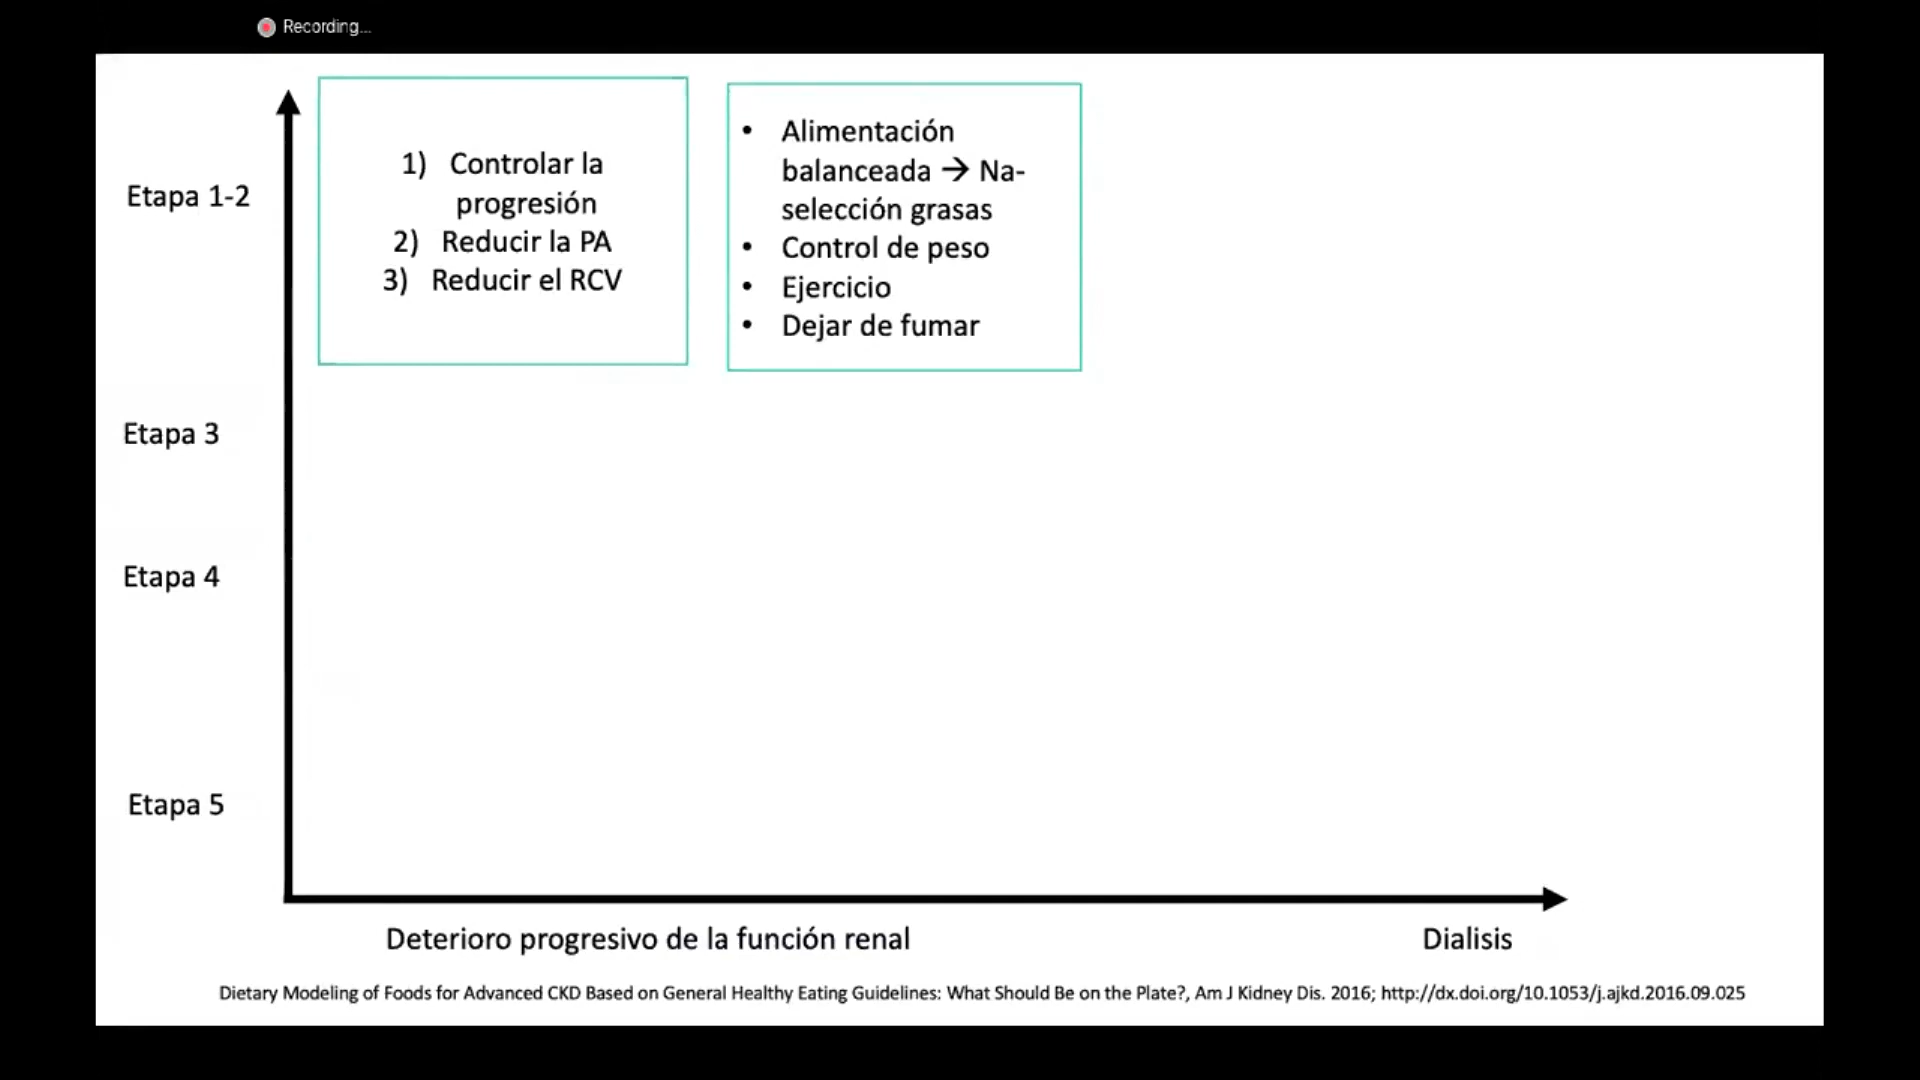 Recording...
1) Controlar la
progresión
2) Reducir la PA
3) Reducir el RCV
• Alimentación
balanceada → Na-
selección grasas
• Control de peso
• Ejercicio
• Dejar de fumar
Etapa 1-2
Etapa 3
Etapa 4
Etapa 5
Deterioro progresivo de la función renal
Dialisis
Dietary Modeling of Foods for Advanced CKD Based on General Healthy Eating Guidelines: What Should Be on the Plate?, Am J Kidney Dis. 2016; http://dx.doi.org/10.1053/j.ajkd.2016.09.025